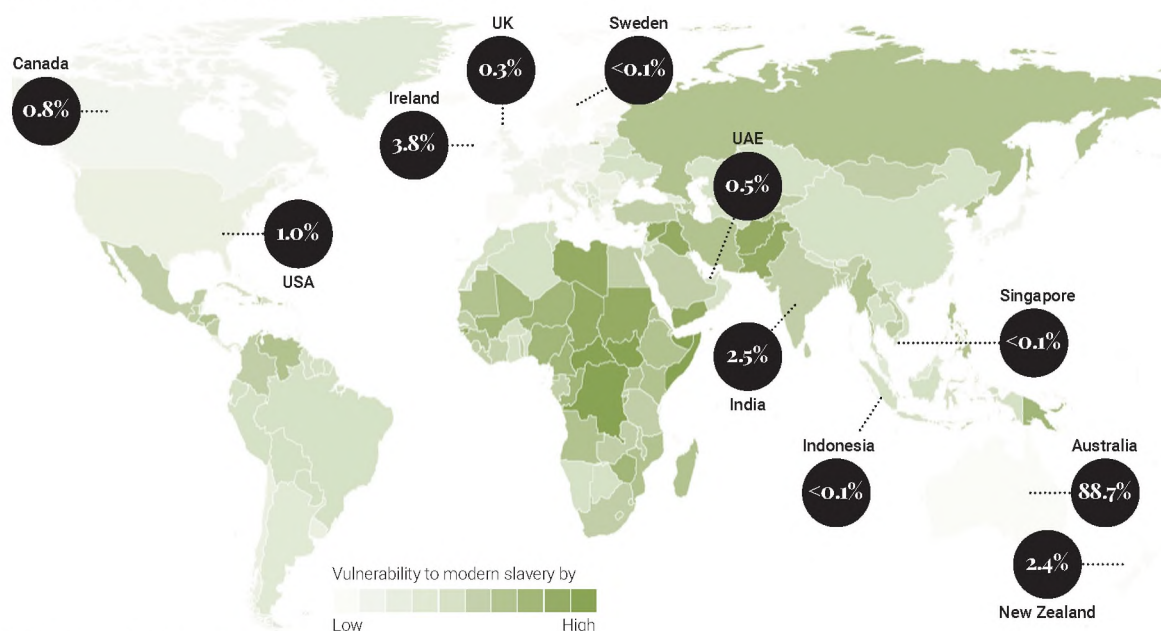 UK
0.3%
Sweden
<0.1%
Canada
0.8%
Ireland
3.8%
UAE
0.5%
1.0%
USA
Singapore
<0.1%
2.5%
India
Indonesia
<0.1%
Australia
88.7%
2.4%
New Zealand
Vulnerability to modern slavery by
Low
High